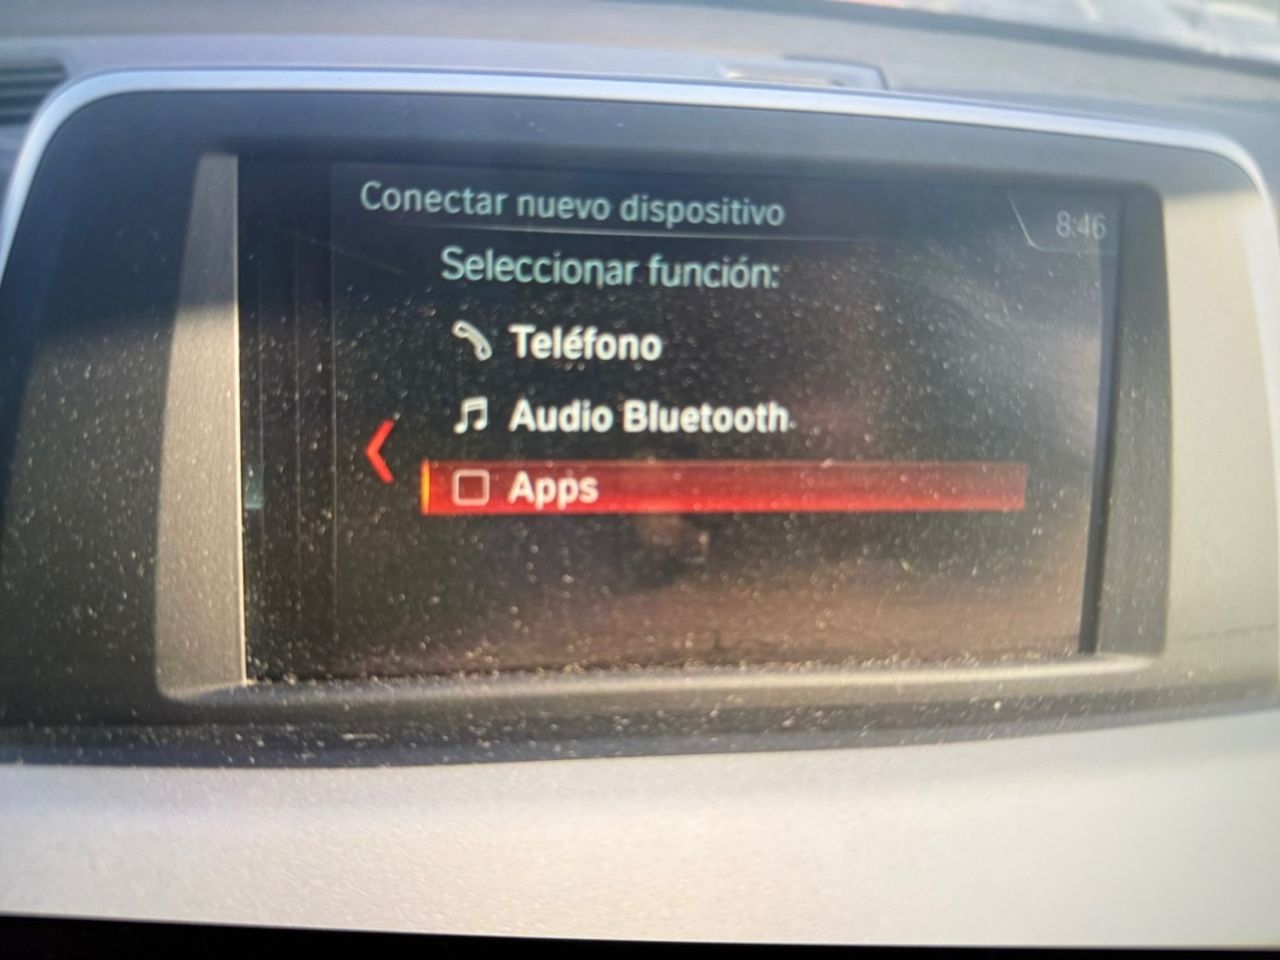 Conectar nuevo dispositivo
8:46
Seleccionar función:
Teléfono
Audio Bluetooth
Apps